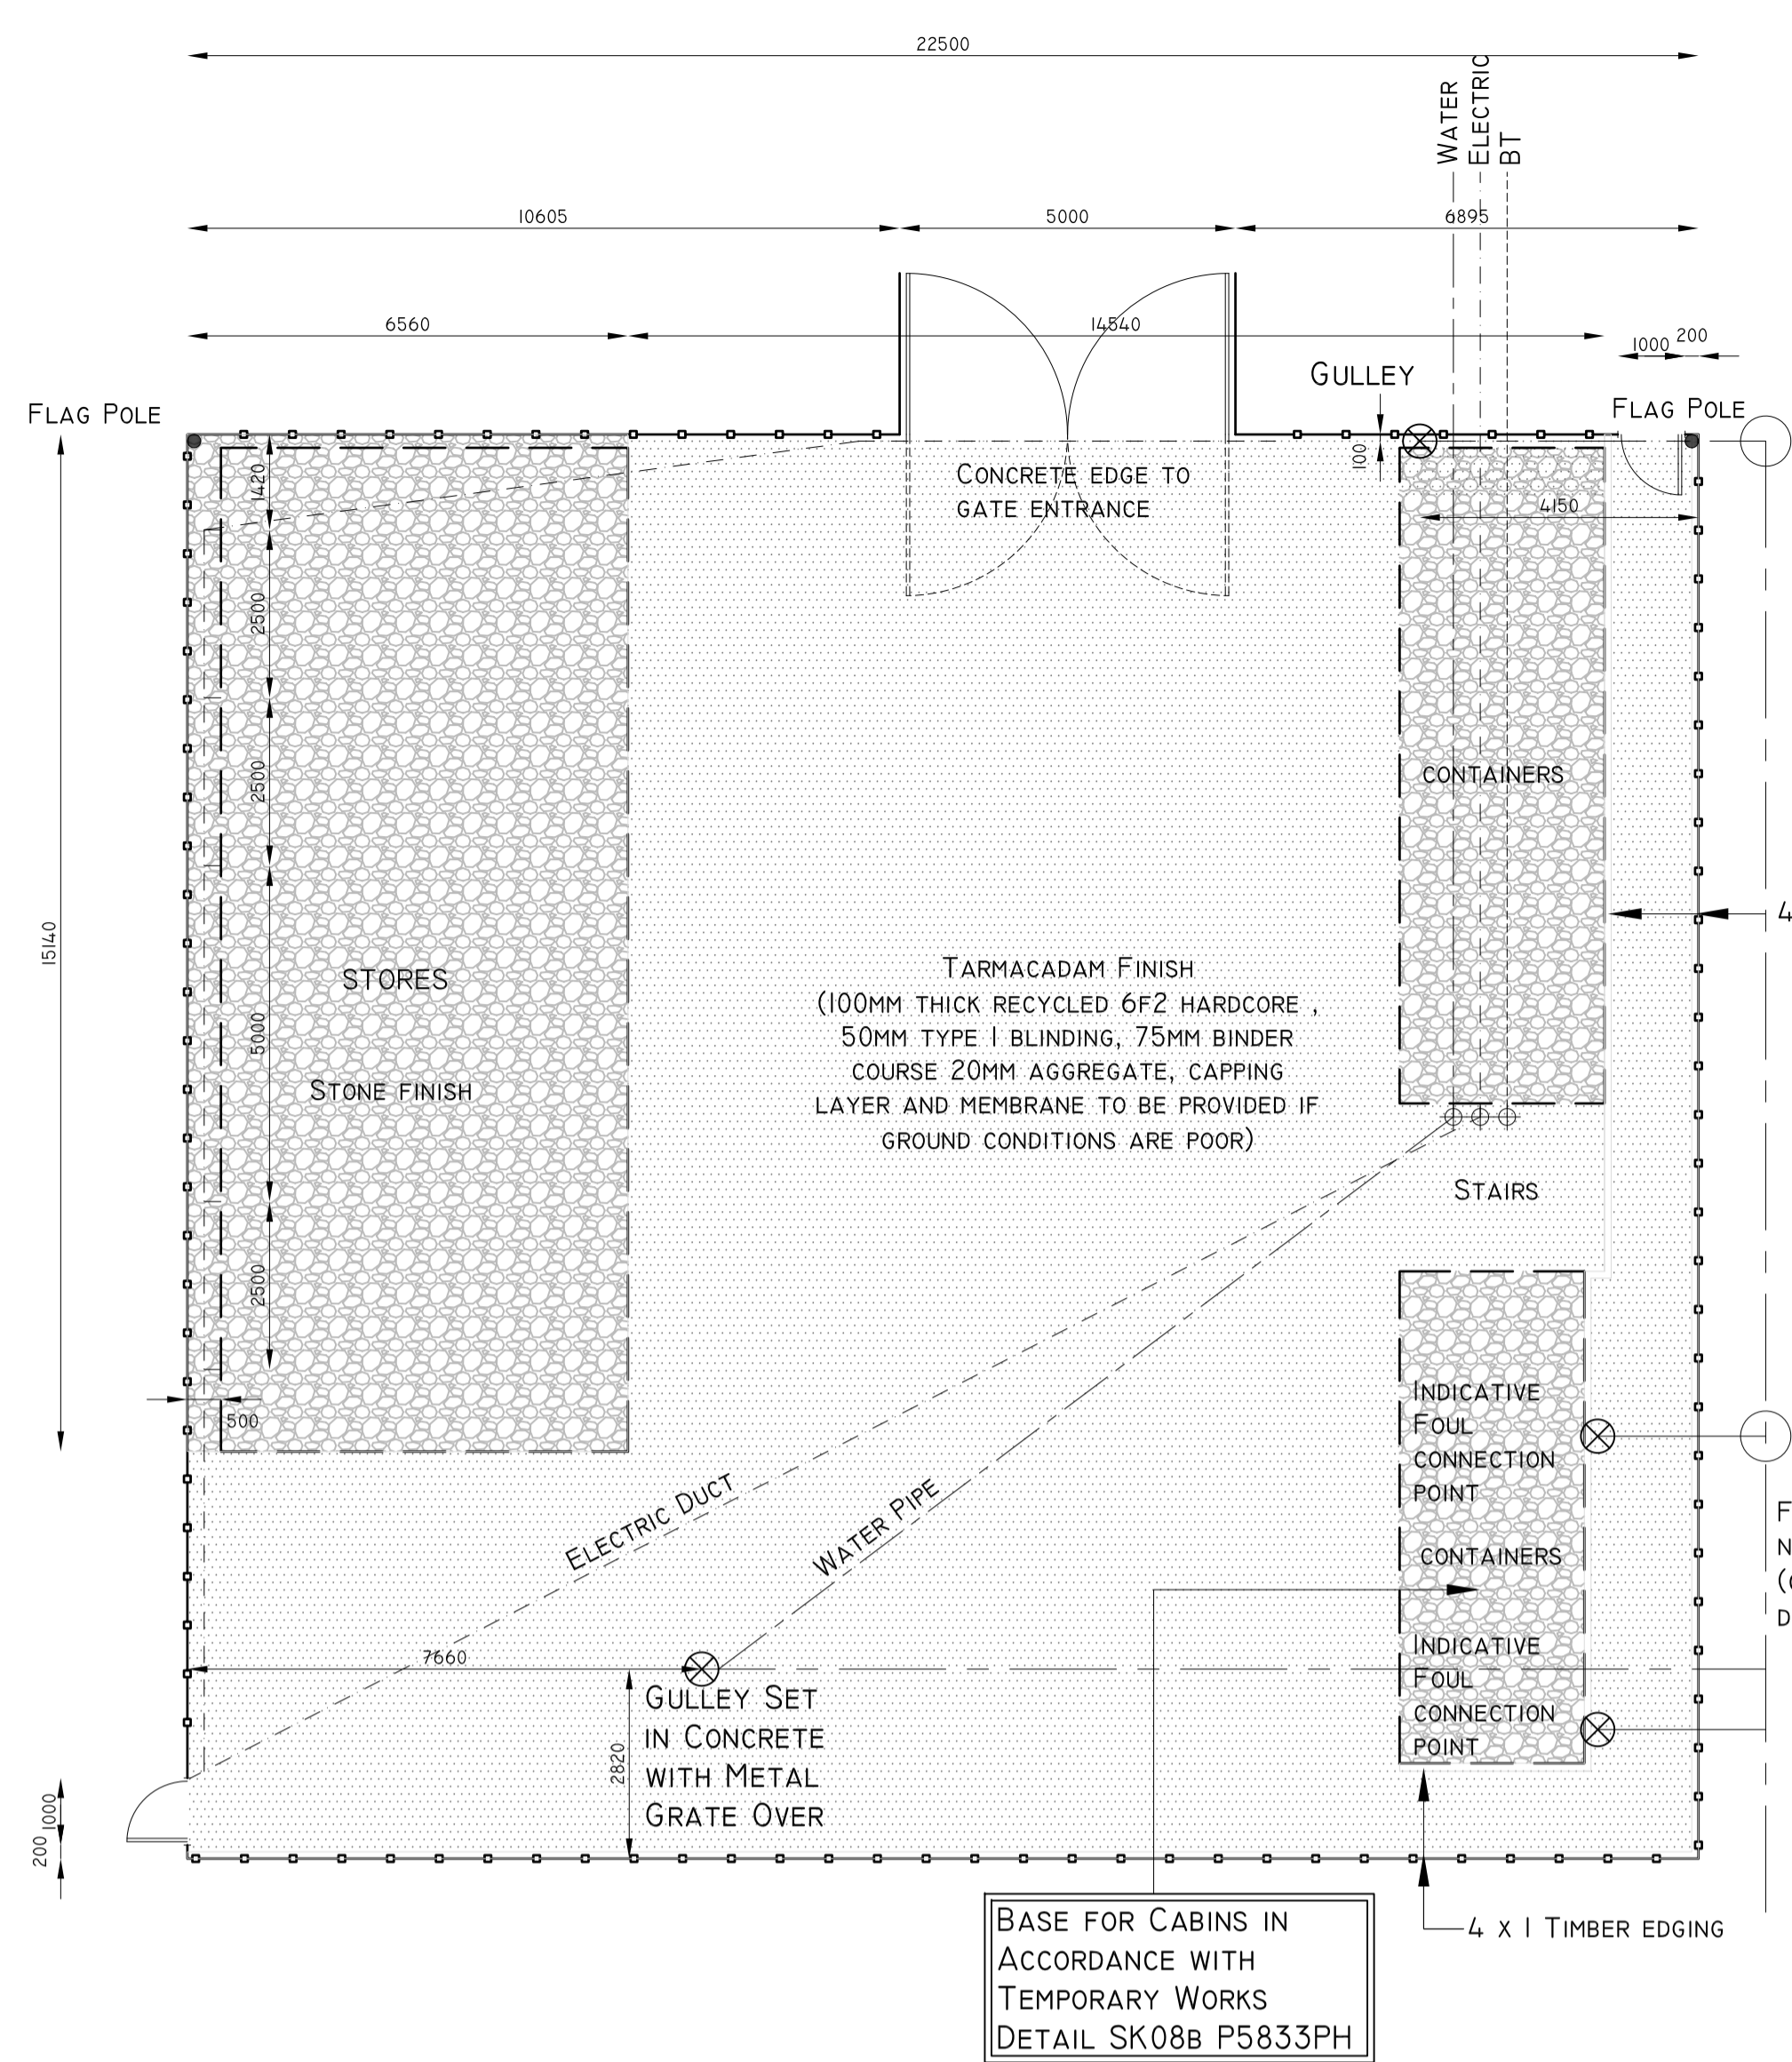 22500
WATER
ELECTRIC
BT
10605
5000
6895
6560
14540
1000
200
GULLEY
FLAG POLE
FLAG POLE
100
1420
CONCRETE EDGE TO
GATE ENTRANCE
4150
2500
2500
CONTAINERS
4
15140
STORES
5000
STONE FINISH
TARMACADAM FINISH
(100MM THICK RECYCLED 6F2 HARDCORE ,
50MM TYPE 1 BLINDING, 75MM BINDER
COURSE 20MM AGGREGATE, CAPPING
LAYER AND MEMBRANE TO BE PROVIDED IF
GROUND CONDITIONS ARE POOR)
STAIRS
2500
500
INDICATIVE
FOUL
CONNECTION
POINT
ELECTRIC DUCT
WATER PIPE
CONTAINERS
F
N
D
INDICATIVE
FOUL
CONNECTION
POINT
7660
GULLEY SET
IN CONCRETE
WITH METAL
GRATE OVER
2820
1000
200
BASE FOR CABINS IN
ACCORDANCE WITH
TEMPORARY WORKS
DETAIL SK08B P5833PH
4 X 1 TIMBER EDGING